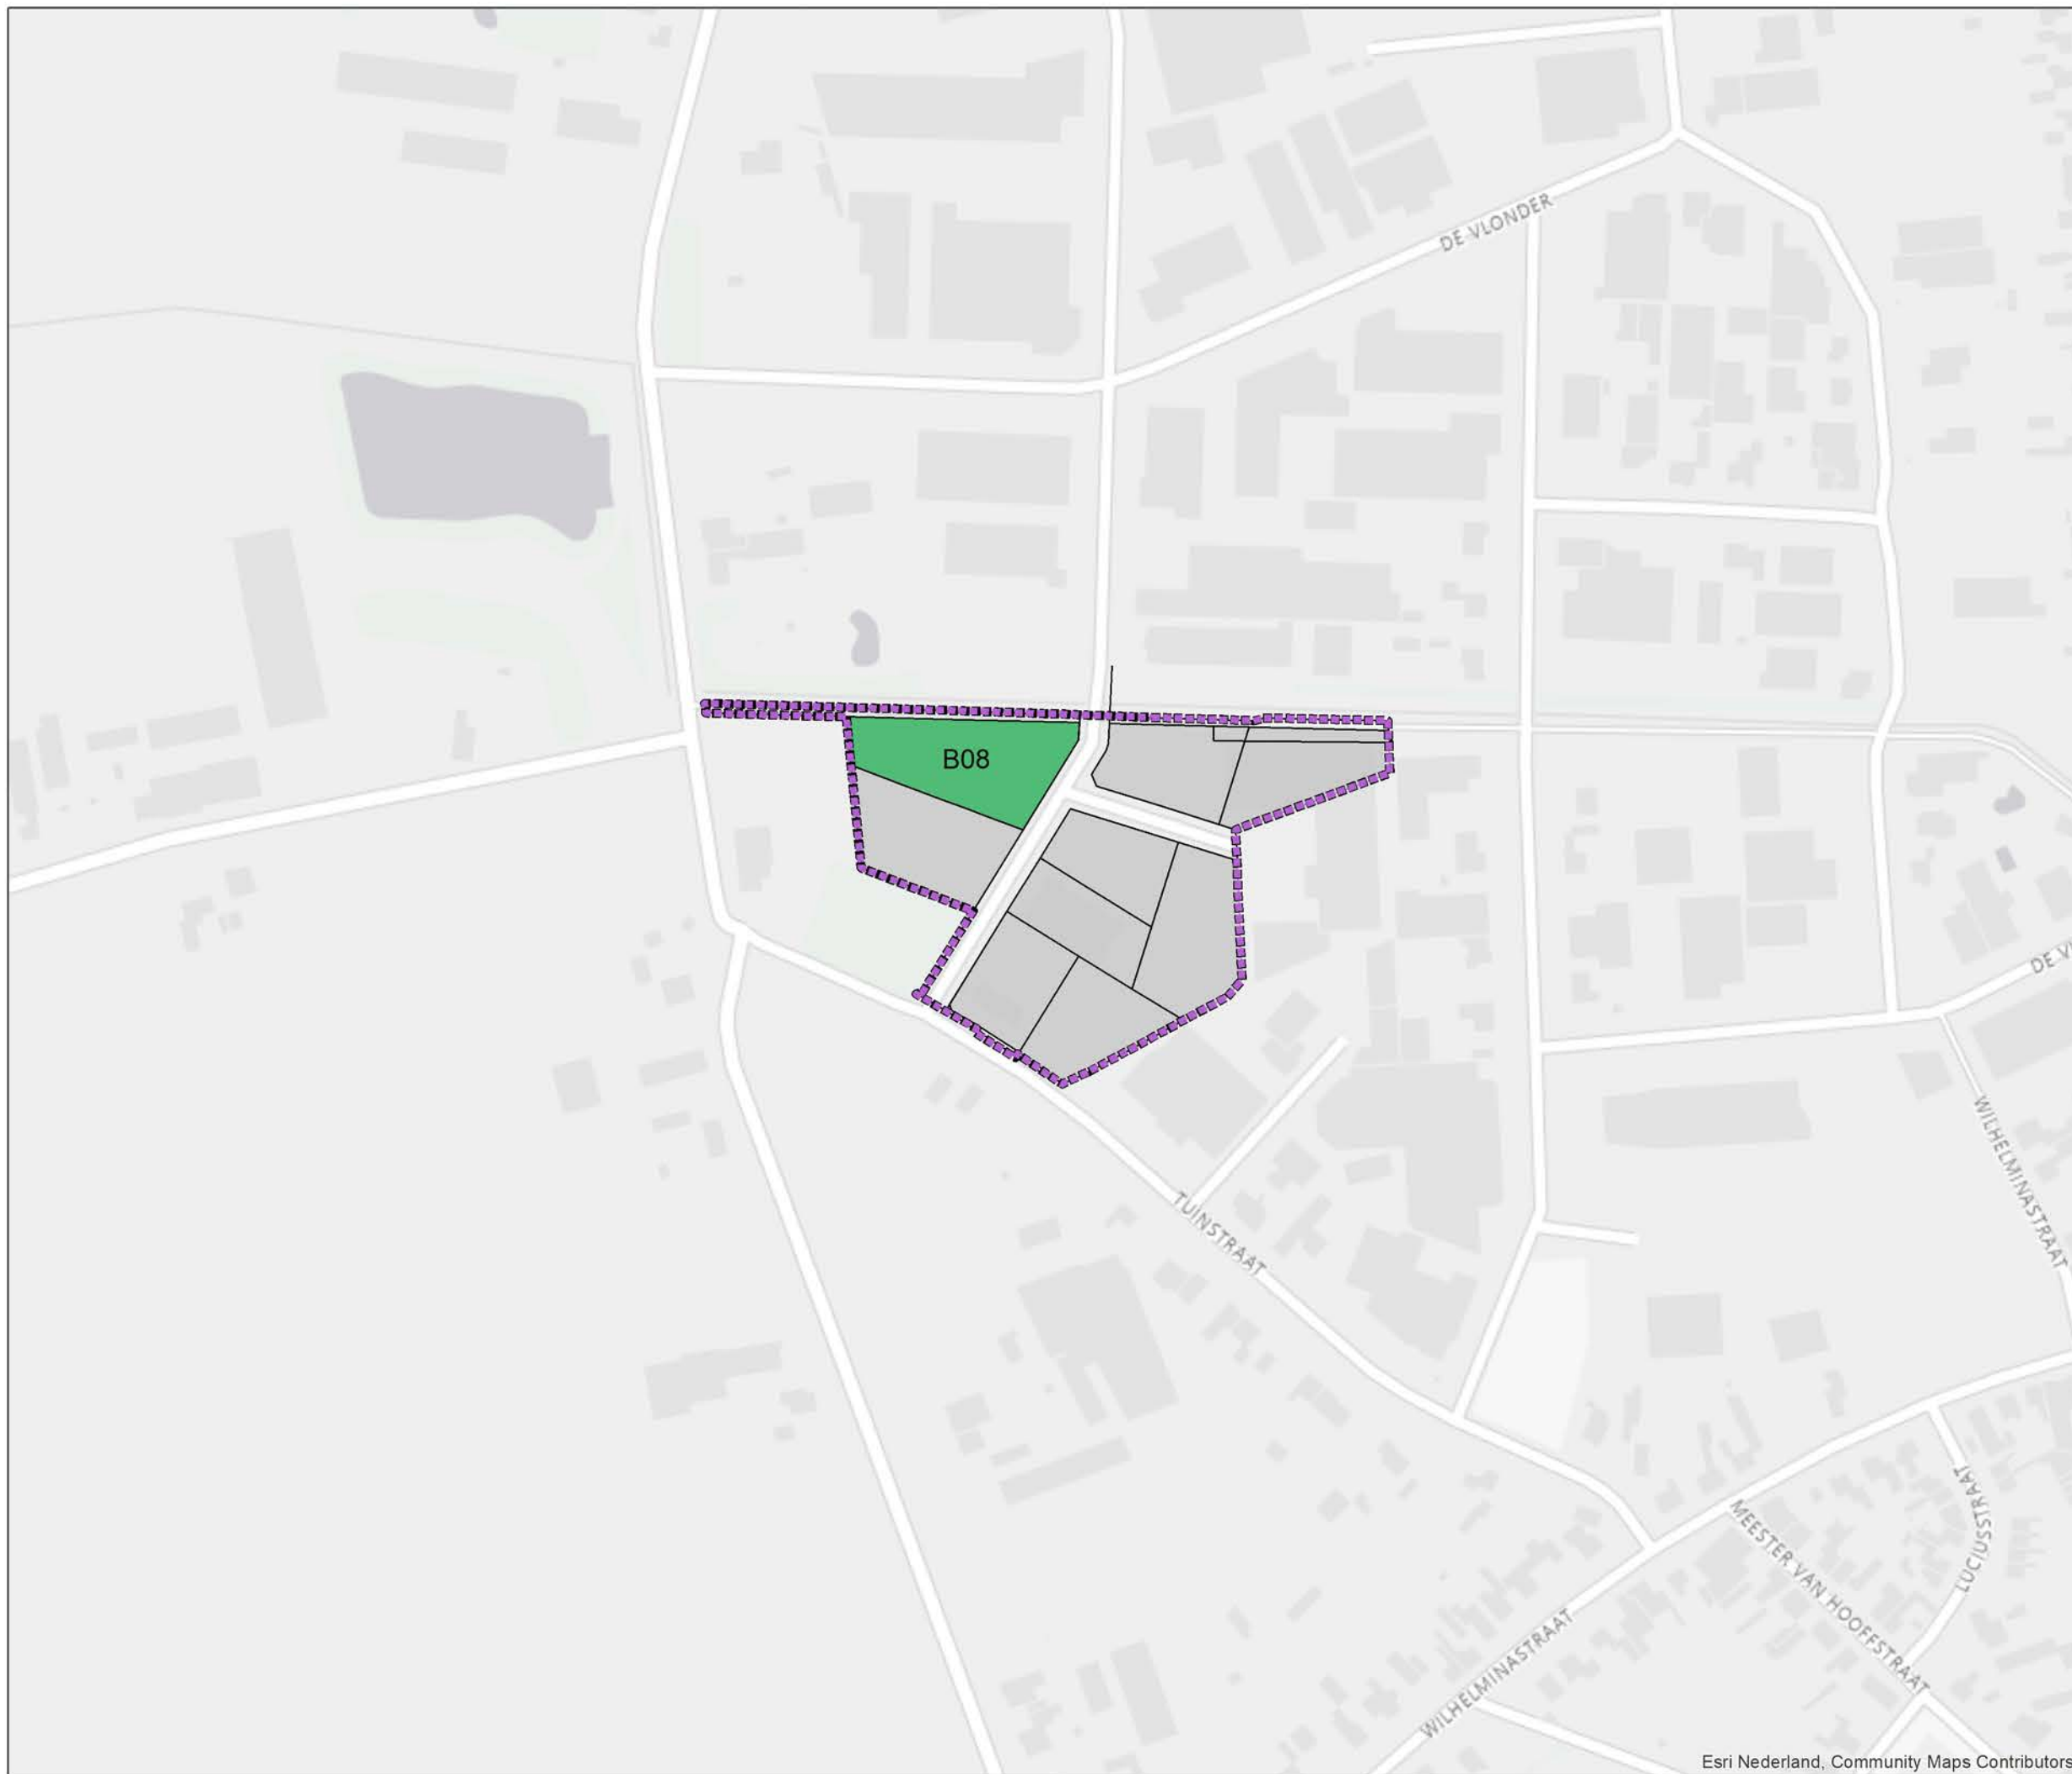 DE VLONDER
B08
DE V
WILHELMINASTRAAT
TUINSTRAAT
LUCIUSSTRAAT
MEESTER VAN HOOFFSTRAAT
WILHELMINASTRAAT
Esri Nederland, Community Maps Contributors